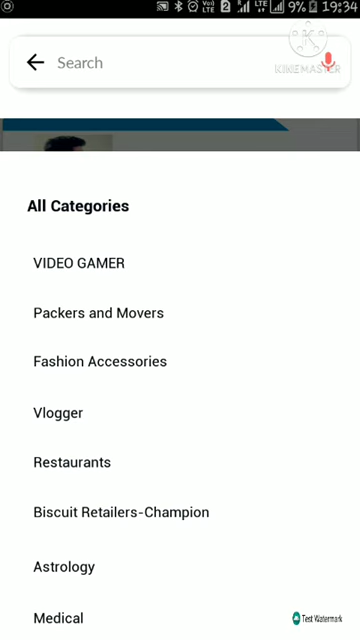 9% 19:34
Search
KINEMASTER
All Categories
VIDEO GAMER
Packers and Movers
Fashion Accessories
Vlogger
Restaurants
Biscuit Retailers-Champion
Astrology
Medical
Test Watermark